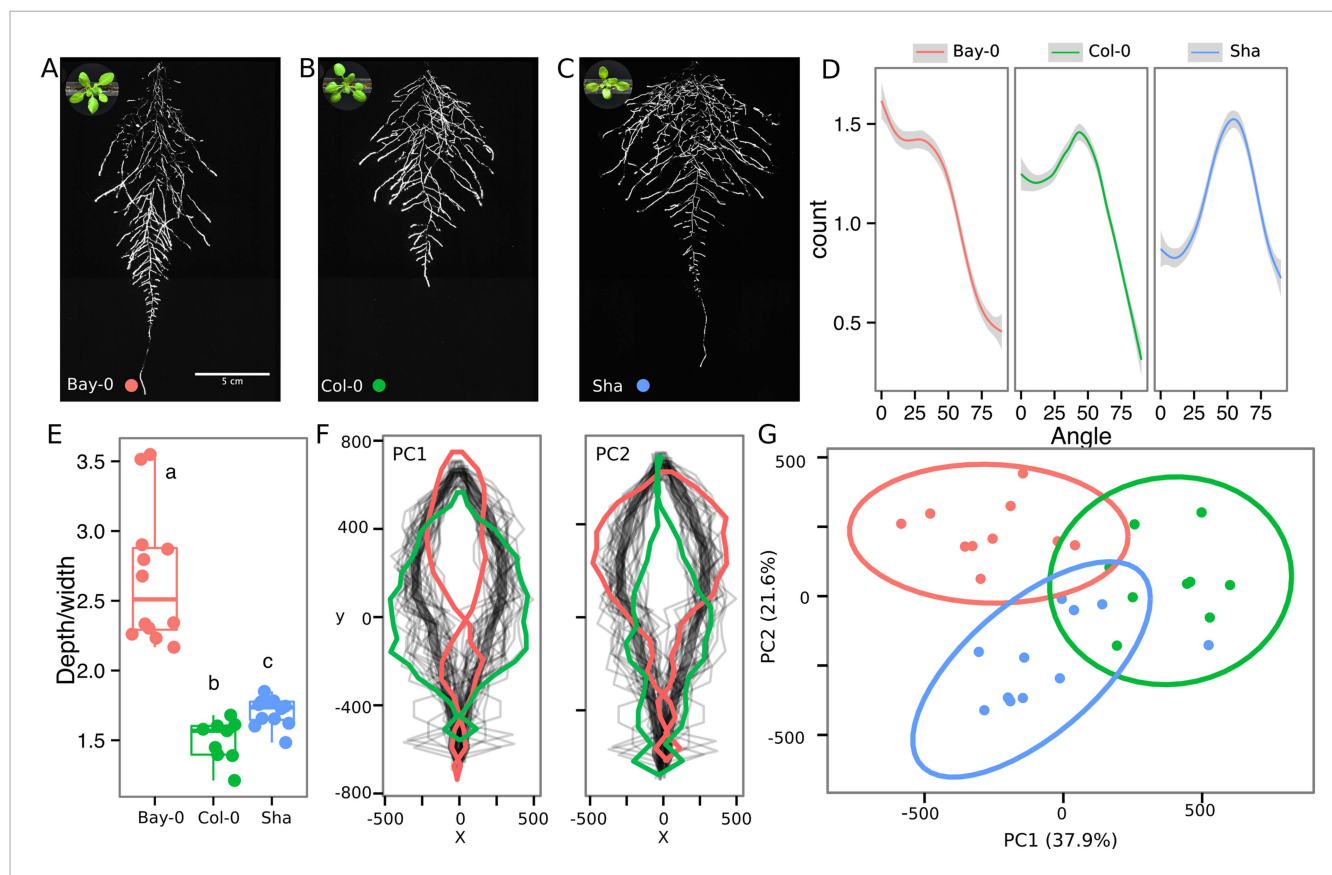 A
B
C
Bay-0
Col-0
Sha
D
Bay-0
5 cm
Col-0
Sha
count
1.5
1.0
0.5
0 25 50 75
0 25 50 75
0 25 50 75
Angle
E
Depth/width
3.5
3.0
2.5
2.0
1.5
a
b
c
Bay-0 Col-0 Sha
F
PC1
PC2
y
800
400
0
-400
-800
-500 0 500
X
-500 0 500
X
G
PC2 (21.6%)
500
0
-500
-500 0 500
PC1 (37.9%)